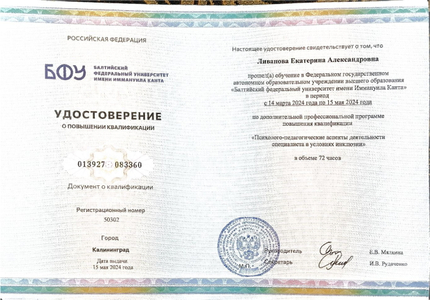 РОССИЙСКАЯ ФЕДЕРАЦИЯ
БФУ
БАЛТИЙСКИЙ
ФЕДЕРАЛЬНЫЙ УНИВЕРСИТЕТ
ИМЕНИ ИММАНУИЛА КАНТА
УДОСТОВЕРЕНИЕ
О ПОВЫШЕНИИ КВАЛИФИКАЦИИ
013927 083360
Документ о квалификации
Регистрационный номер
50302
Город
Калининград
Дата выдачи
15 мая 2024 года
Настоящее удостоверение свидетельствует о том, что
Ливанова Екатерина Александровна
прошел(а) обучение в Федеральном государственном
автономном образовательном учреждении высшего образования
«Балтийский федеральный университет имени Иммануила Канта»
в период
с 14 марта 2024 года по 15 мая 2024 года
по дополнительной профессиональной программе
повышения квалификации
«Психолого-педагогические аспекты деятельности
специалиста в условиях инклюзии»
в объеме 72 часов
М.П.
Руководитель
Е.В. Мялкина
Секретарь
И.В. Руденко